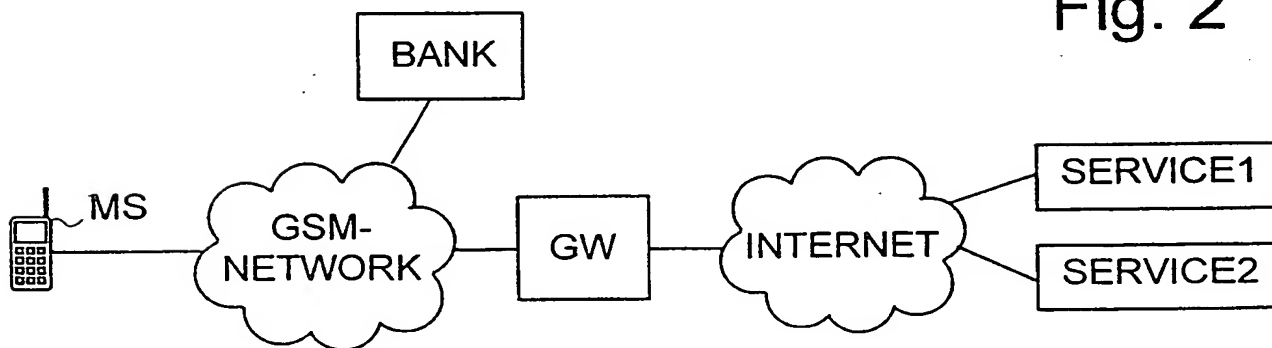 Fig. 2
BANK
MS
GSM-
NETWORK
GW
INTERNET
SERVICE1
SERVICE2